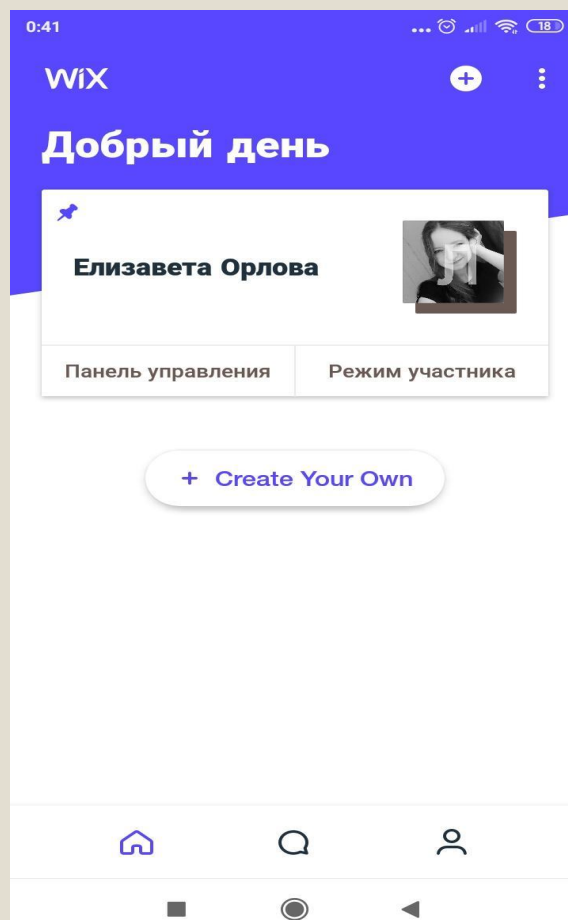 0:41
18
WiX
Добрый день
Елизавета Орлова
Панель управления
Режим участника
+ Create Your Own